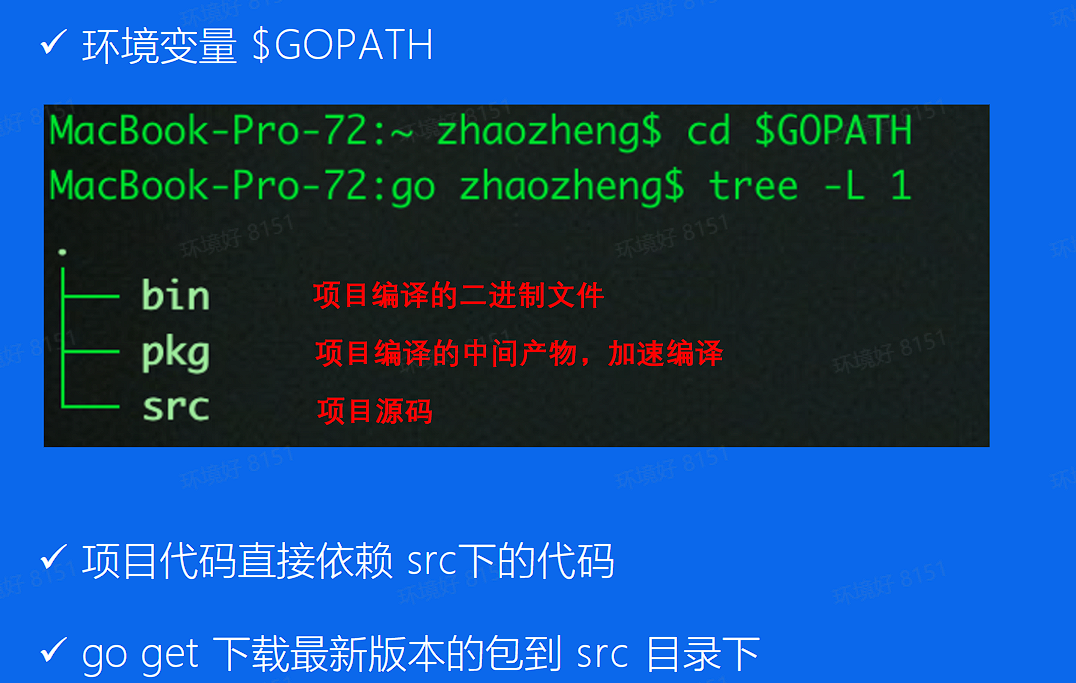 ✓ 环境变量 $GOPATH
MacBook-Pro-72:~ zhaozheng$ cd $GOPATH
MacBook-Pro-72:go zhaozheng$ tree -L 1
.
├── bin 项目编译的二进制文件
├── pkg 项目编译的中间产物，加速编译
└── src 项目源码
✓ 项目代码直接依赖 src下的代码
✓ go get 下载最新版本的包到 src 目录下
环境好 8151